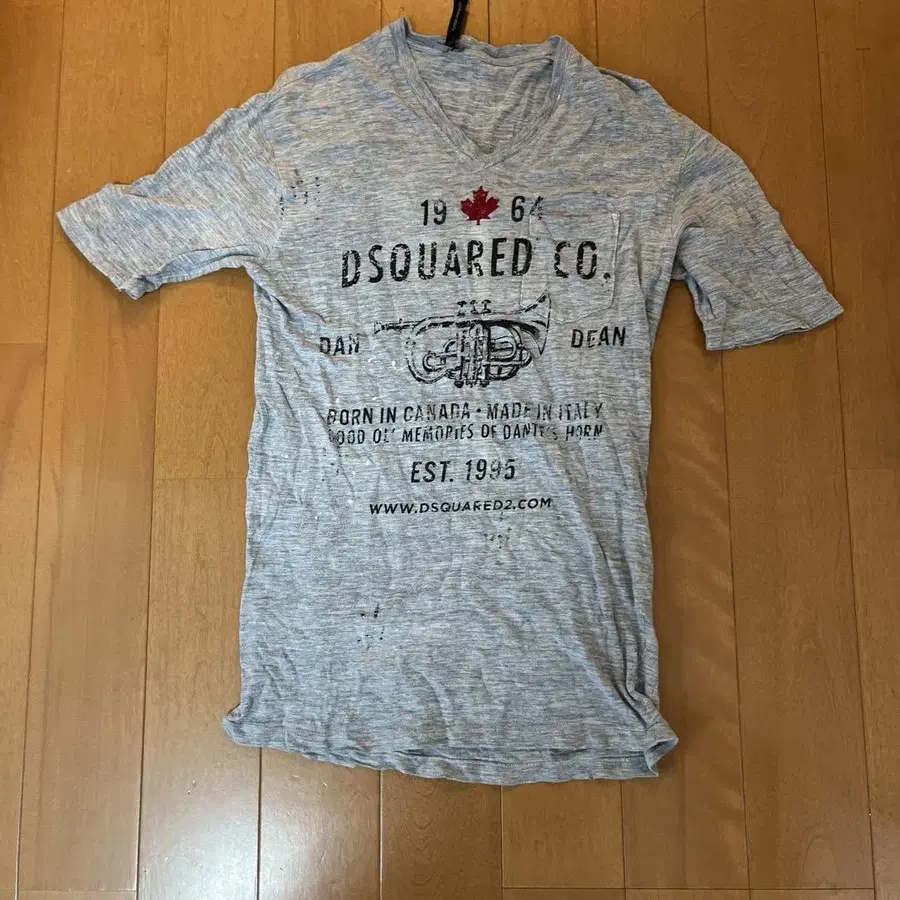 19 64
DSQUARED CO.
DAN DEAN
BORN IN CANADA • MADE IN ITALY
GOOD OL' MEMORIES OF DANTE'S HORN
EST. 1995
WWW.DSQUARED2.COM